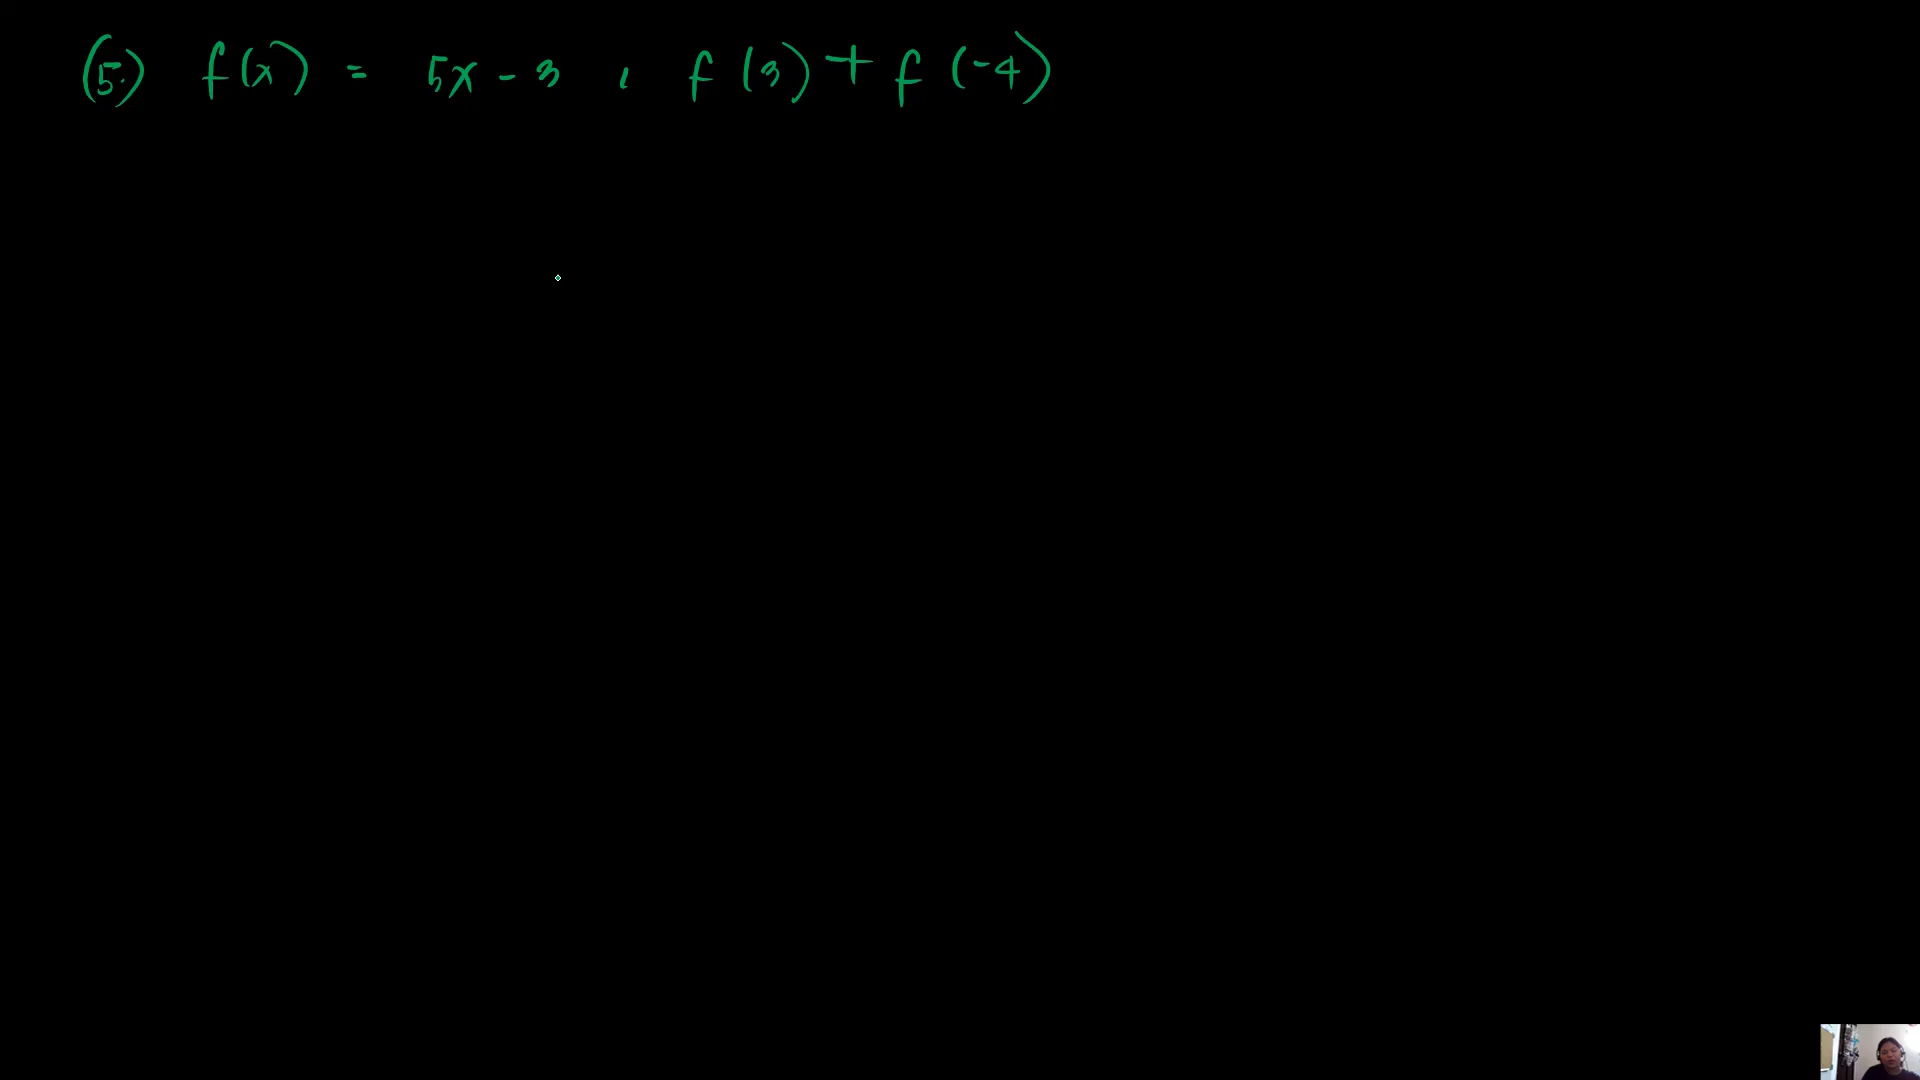 (5.) f(x) = 5x - 3 , f(3) + f(-4)